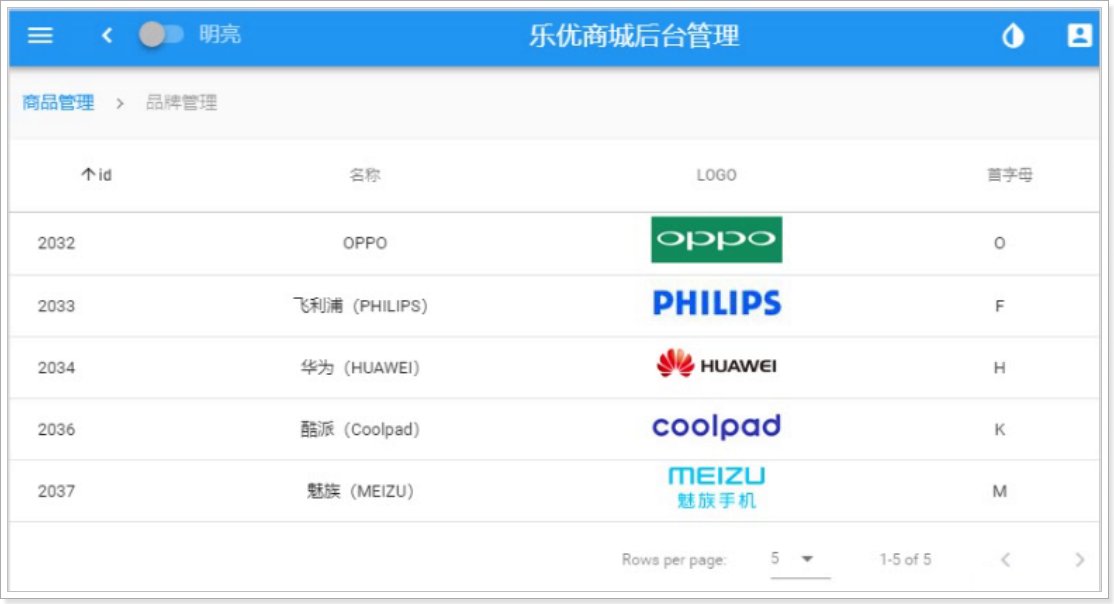 明亮 乐优商城后台管理
商品管理 > 品牌管理
↑id 名称 LOGO 首字母
2032 OPPO oppo O
2033 飞利浦（PHILIPS） PHILIPS F
2034 华为（HUAWEI） HUAWEI H
2036 酷派（Coolpad） coolpad K
2037 魅族（MEIZU） MEIZU M
魅族手机
Rows per page: 5 1-5 of 5